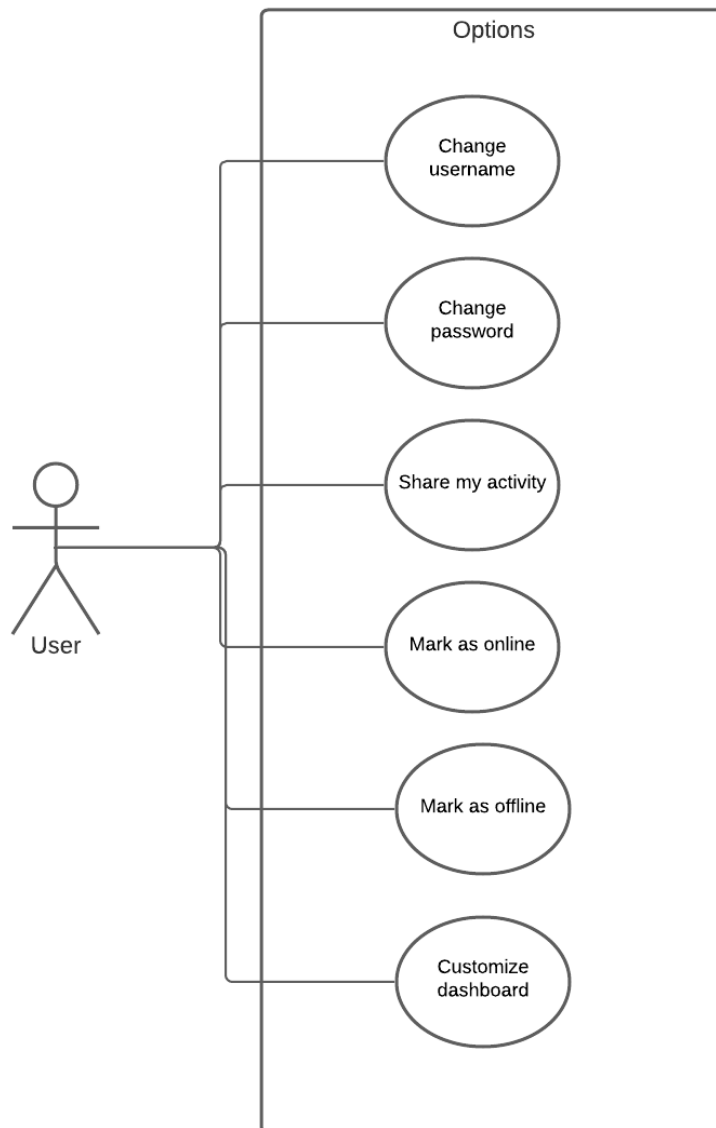 Options
Change
username
Change
password
Share my activity
User
Mark as online
Mark as offline
Customize
dashboard